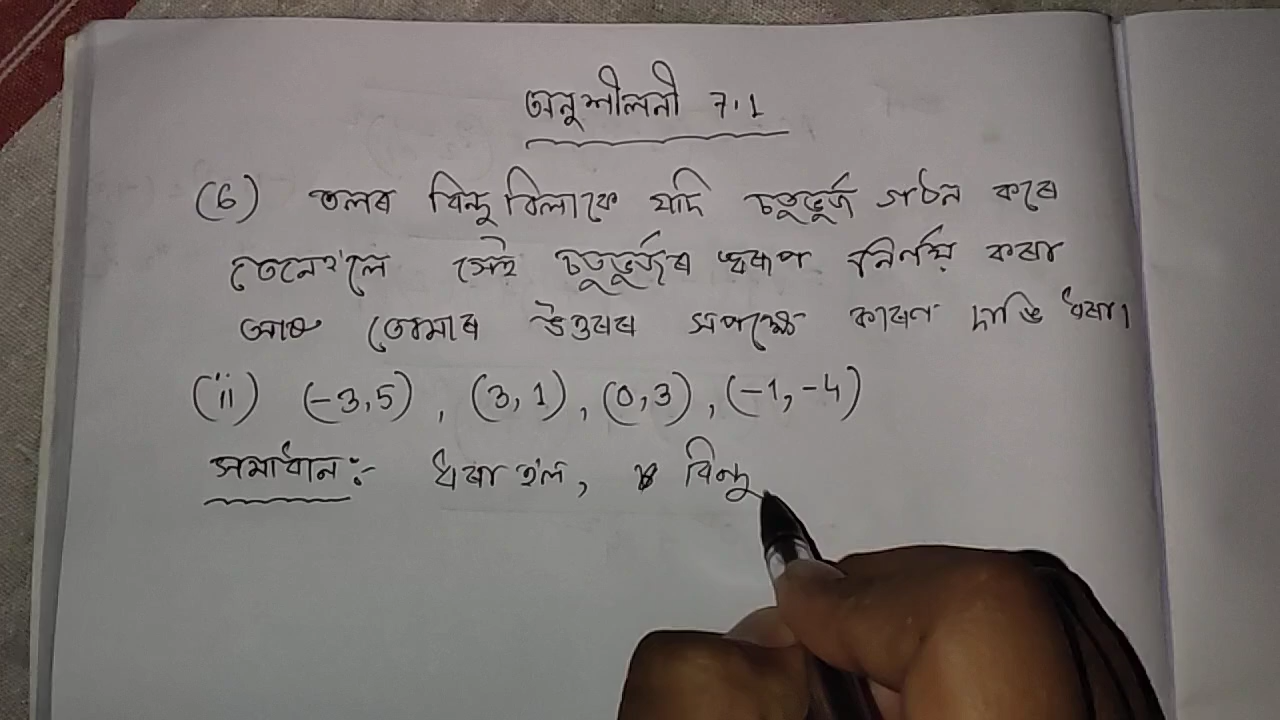 অনুশীলনী 7.1
(6) তলৰ বিন্দু বিলাকে যদি চতুৰ্ভূজ গঠন কৰে
তেনেহ'লে সেই চতুৰ্ভূজৰ স্বৰূপ নিৰ্ণয় কৰা
আৰু তোমাৰ উত্তৰৰ সপক্ষে কাৰণ দাঙি ধৰা।
(ii) (-3,5), (3,1), (0,3), (-1,-4)
সমাধান:- ধৰা হ'ল, বিন্দু